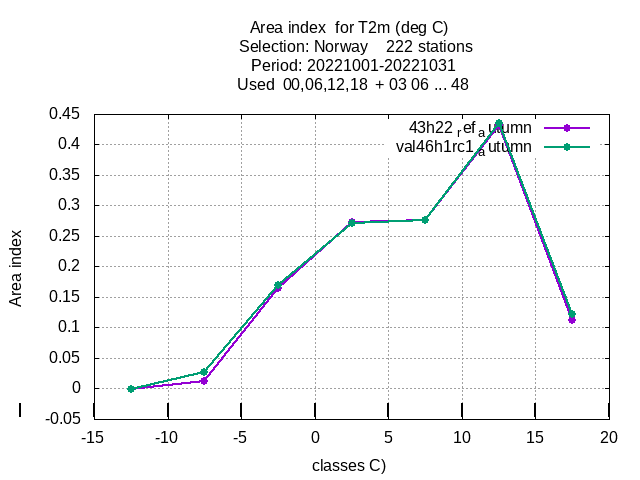 Area index  for T2m (deg C)
Selection: Norway    222 stations
Period: 20221001-20221031
Used  00,06,12,18  + 03 06 ... 48
43h22 ref autumn
val46h1rc1 autumn
0.45
0.4
0.35
0.3
0.25
0.2
0.15
0.1
0.05
0
-0.05
Area index
-15 -10 -5 0 5 10 15 20
classes C)